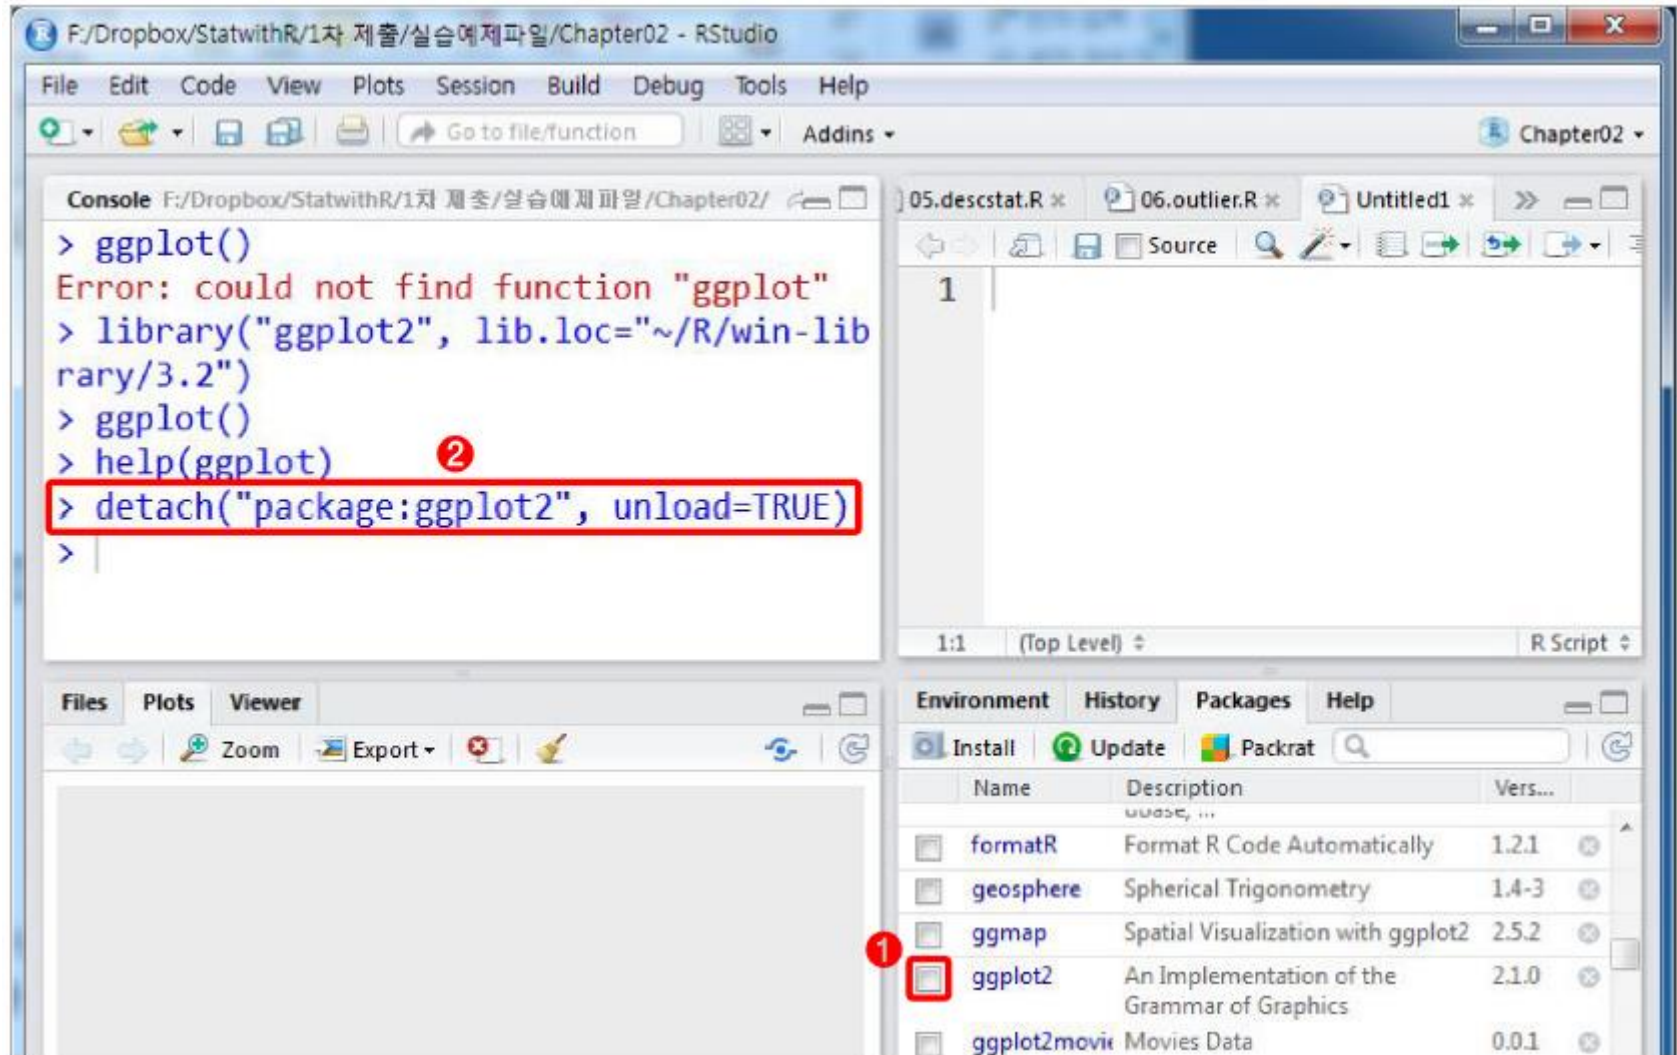 F:/Dropbox/StatwithR/1차 제출/실습예제파일/Chapter02 - RStudio
File Edit Code View Plots Session Build Debug Tools Help
Go to file/function Addins Chapter02
Console F:/Dropbox/StatwithR/1차 제출/실습예제파일/Chapter02/
> ggplot()
Error: could not find function "ggplot"
> library("ggplot2", lib.loc="~/R/win-lib
rary/3.2")
> ggplot()
> help(ggplot)
2
> detach("package:ggplot2", unload=TRUE)
>
05.descstat.R 06.outlier.R Untitled1
Source
1
1:1 (Top Level) R Script
Files Plots Viewer
Zoom Export
Environment History Packages Help
Install Update Packrat
Name Description Vers...
formatR Format R Code Automatically 1.2.1
geosphere Spherical Trigonometry 1.4-3
ggmap Spatial Visualization with ggplot2 2.5.2
1
ggplot2 An Implementation of the 2.1.0
Grammar of Graphics
ggplot2movie Movies Data 0.0.1